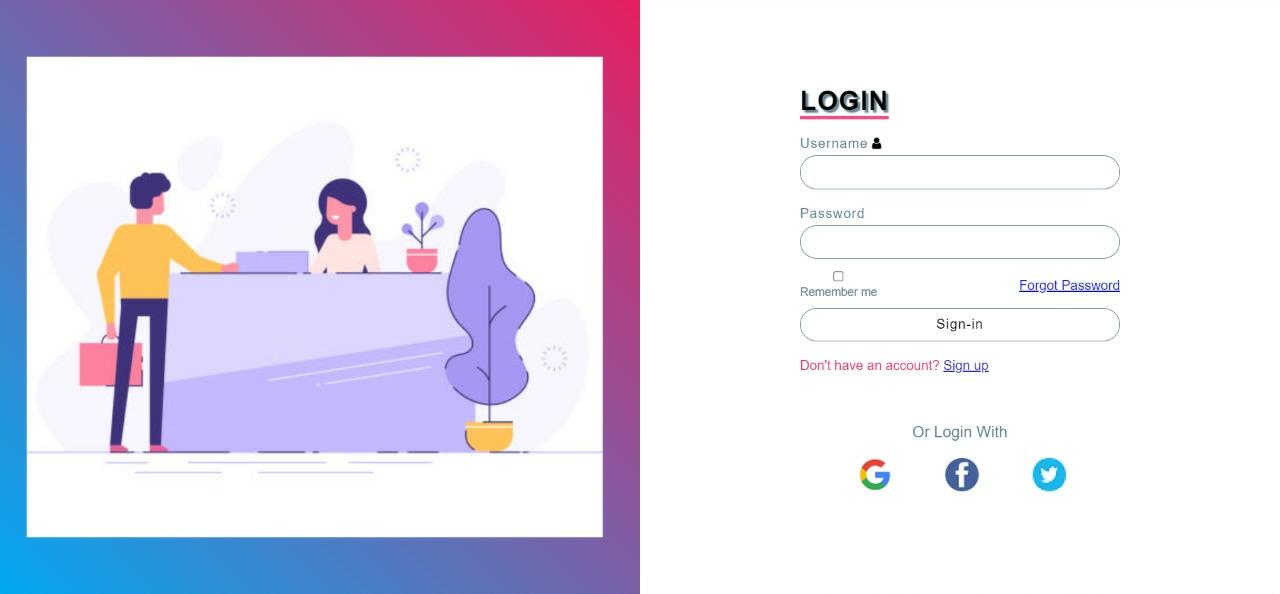 LOGIN
Username
Password
Remember me
Forgot Password
Sign-in
Don't have an account? Sign up
Or Login With